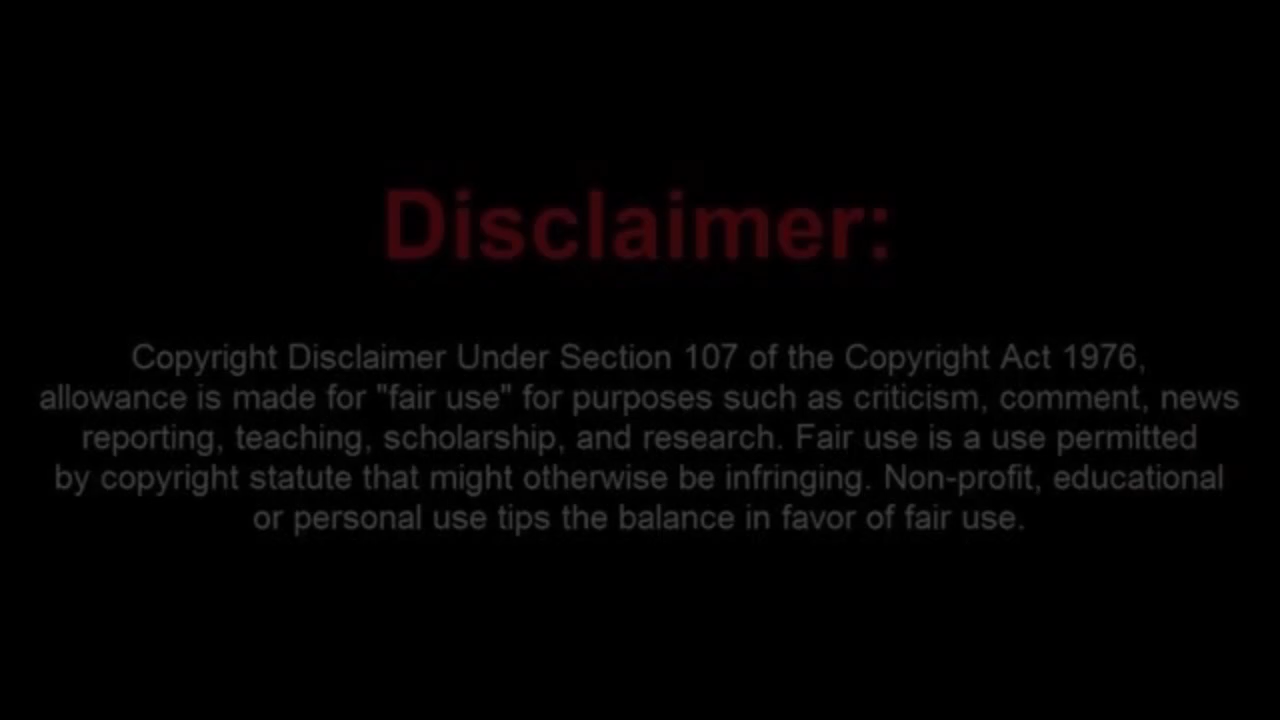 Disclaimer:
Copyright Disclaimer Under Section 107 of the Copyright Act 1976,
allowance is made for "fair use" for purposes such as criticism, comment, news
reporting, teaching, scholarship, and research. Fair use is a use permitted
by copyright statute that might otherwise be infringing. Non-profit, educational
or personal use tips the balance in favor of fair use.